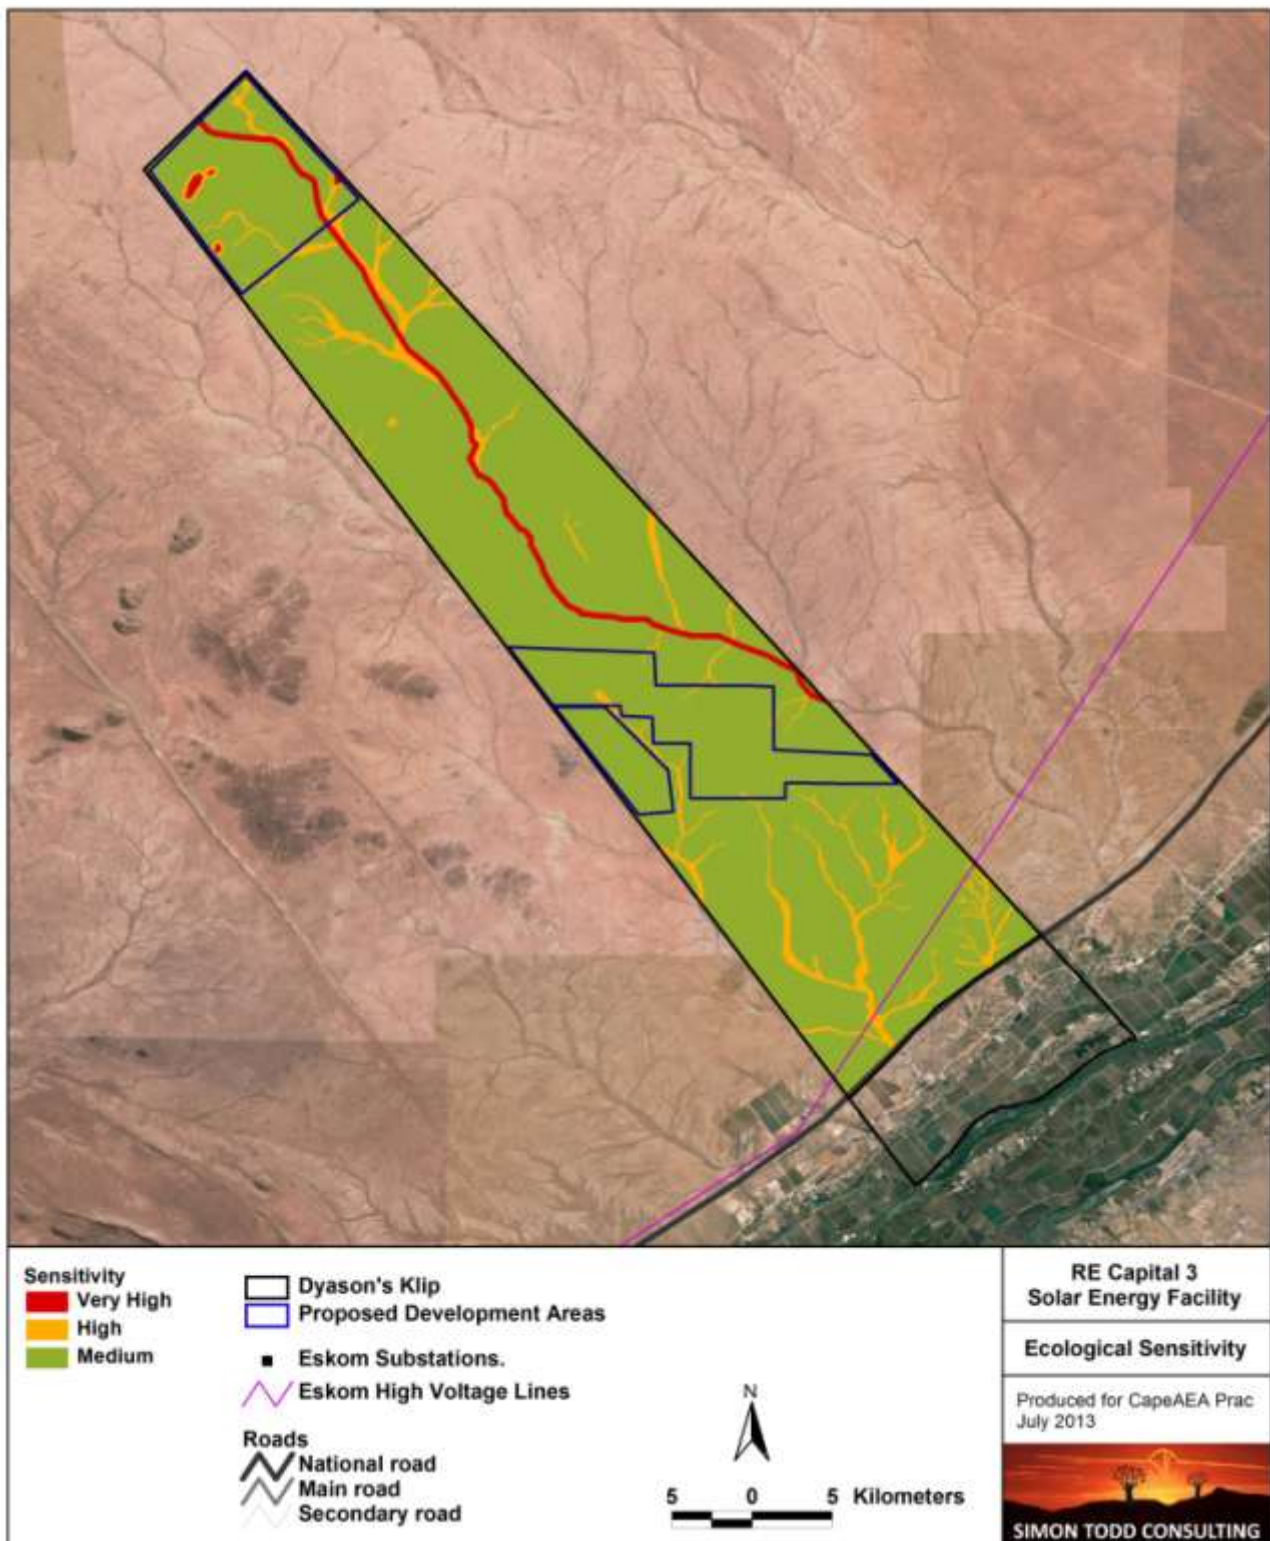 Sensitivity
Very High
High
Medium
Dyason's Klip
Proposed Development Areas
Eskom Substations.
Eskom High Voltage Lines
Roads
National road
Main road
Secondary road
N
5 0 5 Kilometers
RE Capital 3
Solar Energy Facility
Ecological Sensitivity
Produced for CapeAEA Prac
July 2013
SIMON TODD CONSULTING